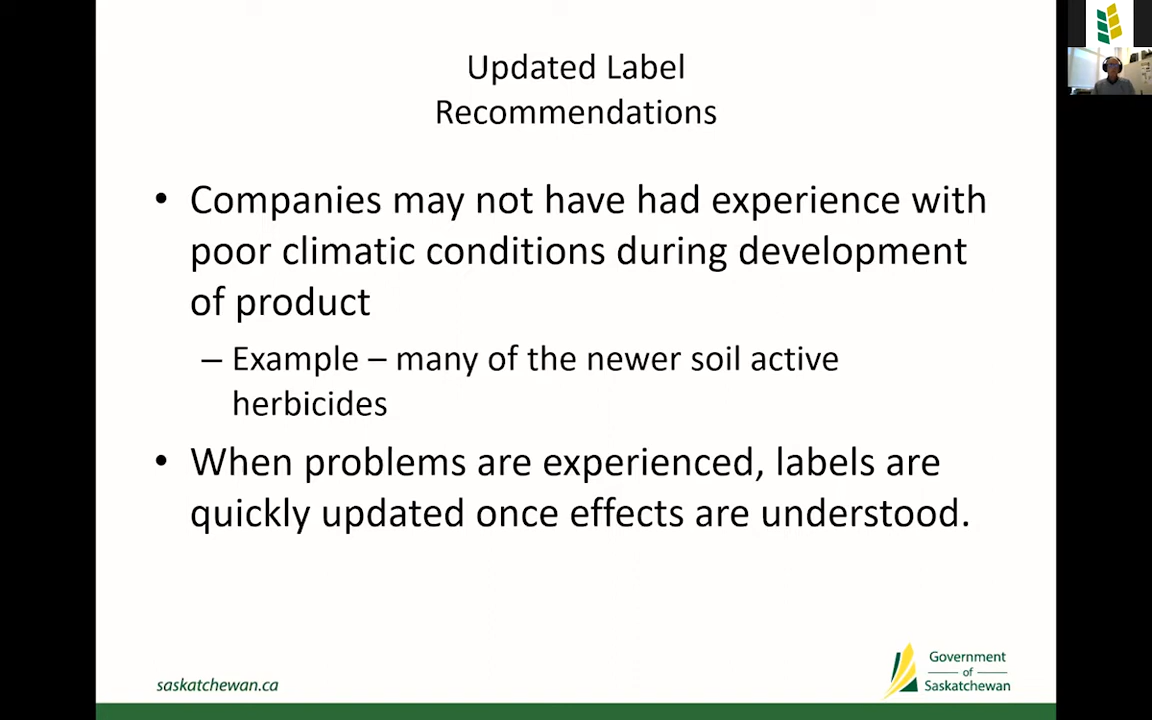 Updated Label
Recommendations
• Companies may not have had experience with
poor climatic conditions during development
of product
– Example – many of the newer soil active
herbicides
• When problems are experienced, labels are
quickly updated once effects are understood.
saskatchewan.ca
Government
of
Saskatchewan